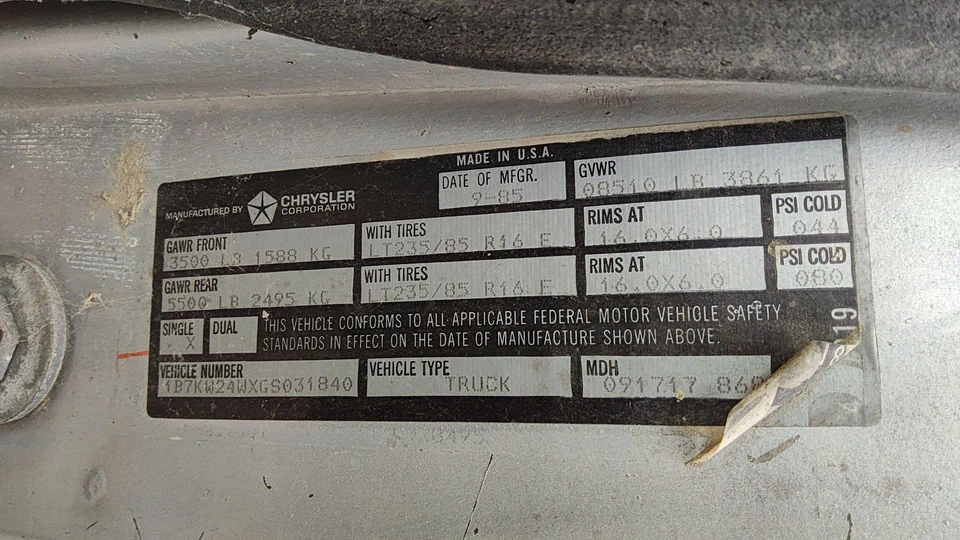 MADE IN U.S.A.
MANUFACTURED BY CHRYSLER CORPORATION
DATE OF MFGR.
9-85
GVWR
08510 LB 3861 KG
GAWR FRONT
3500 LB 1588 KG
WITH TIRES
LT235/85 R16 E
RIMS AT
16.0X6.0
PSI COLD
044
GAWR REAR
5500 LB 2495 KG
WITH TIRES
LT235/85 R16 E
RIMS AT
16.0X6.0
PSI COLD
080
SINGLE
X
DUAL
THIS VEHICLE CONFORMS TO ALL APPLICABLE FEDERAL MOTOR VEHICLE SAFETY
STANDARDS IN EFFECT ON THE DATE OF MANUFACTURE SHOWN ABOVE.
VEHICLE NUMBER
1B7KW24WXGS031840
VEHICLE TYPE
TRUCK
MDH
091717
19